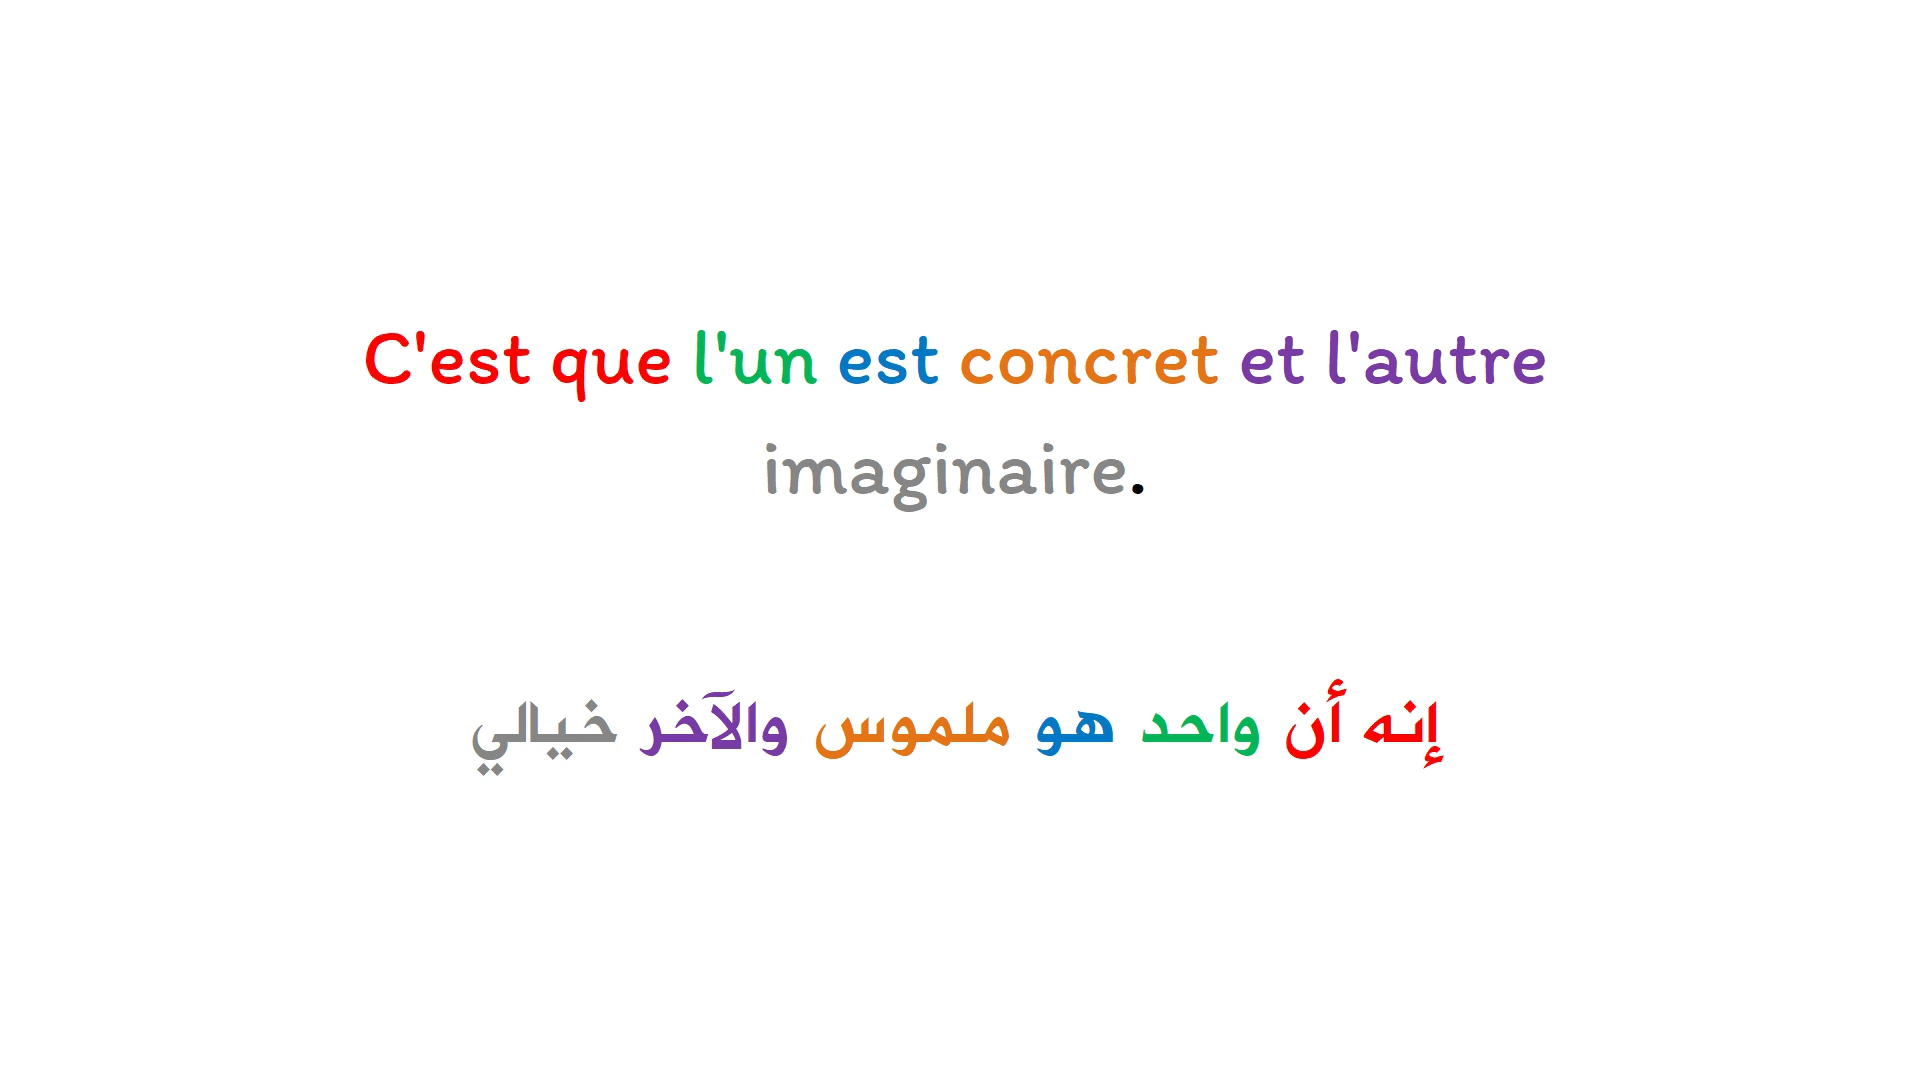 C'est que l'un est concret et l'autre
imaginaire.
إنه أن واحد هو ملموس والآخر خيالي